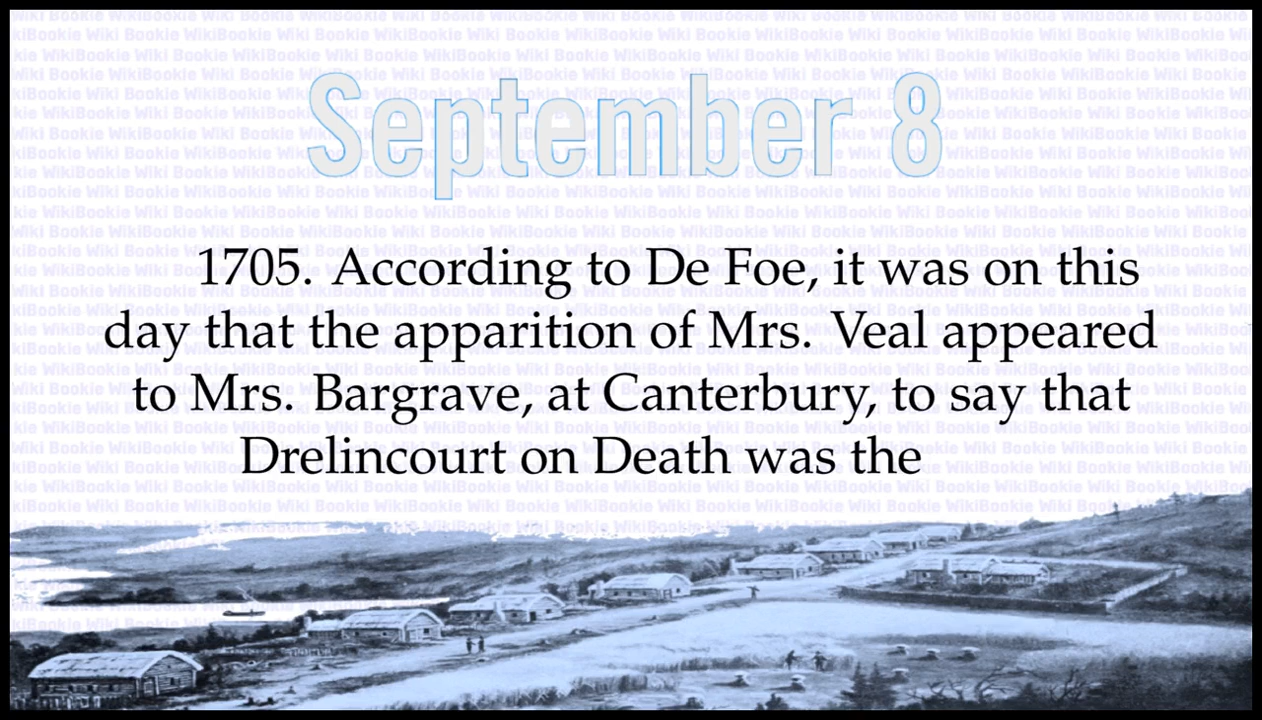 September 8
1705. According to De Foe, it was on this
day that the apparition of Mrs. Veal appeared
to Mrs. Bargrave, at Canterbury, to say that
Drelincourt on Death was the